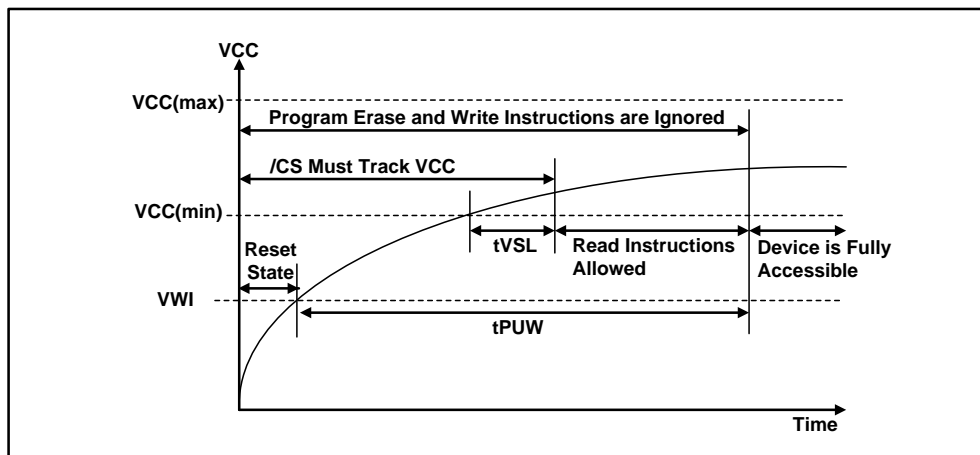 VCC
VCC(max)
Program Erase and Write Instructions are Ignored
/CS Must Track VCC
VCC(min)
tVSL
Read Instructions
Allowed
Device is Fully
Accessible
Reset
State
VWI
tPUW
Time